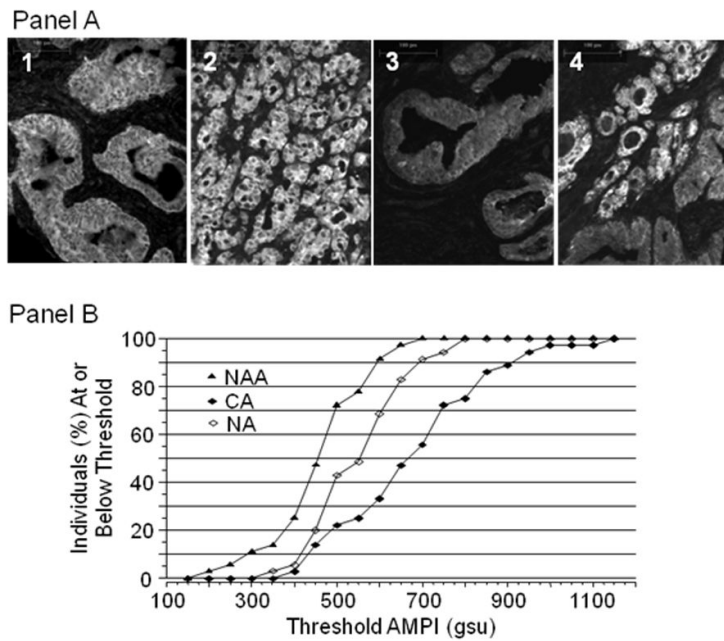 Panel A
1
2
3
4
Panel B
100
80
60
40
20
0
Individuals (%) At or
Below Threshold
NAA
CA
NA
100 300 500 700 900 1100
Threshold AMPI (gsu)